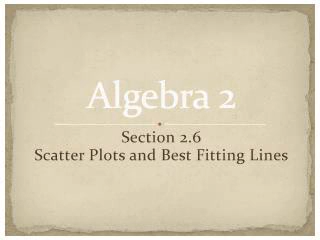 Algebra 2
Section 2.6
Scatter Plots and Best Fitting Lines